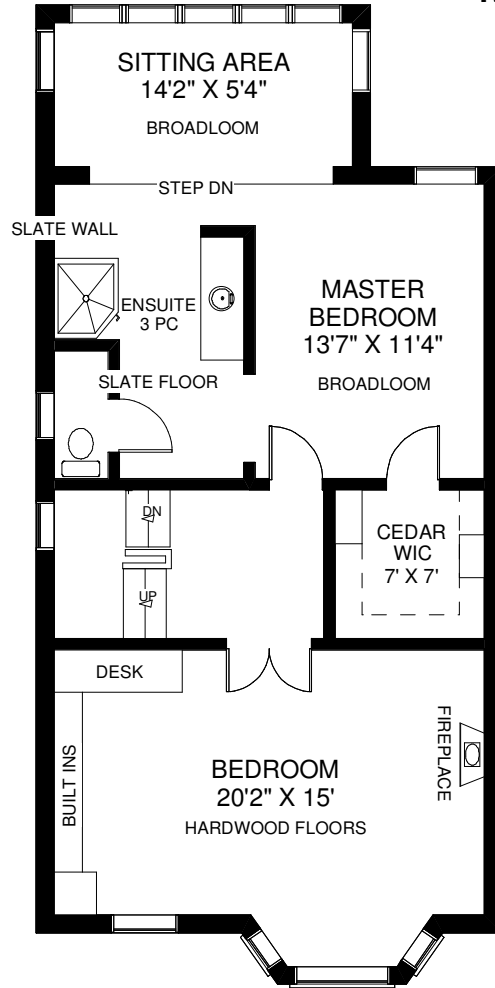 SITTING AREA
14'2" X 5'4"
BROADLOOM
STEP DN
SLATE WALL
ENSUITE
3 PC
MASTER
BEDROOM
13'7" X 11'4"
BROADLOOM
SLATE FLOOR
DN
UP
CEDAR
WIC
7' X 7'
DESK
BUILT INS
FIREPLACE
BEDROOM
20'2" X 15'
HARDWOOD FLOORS